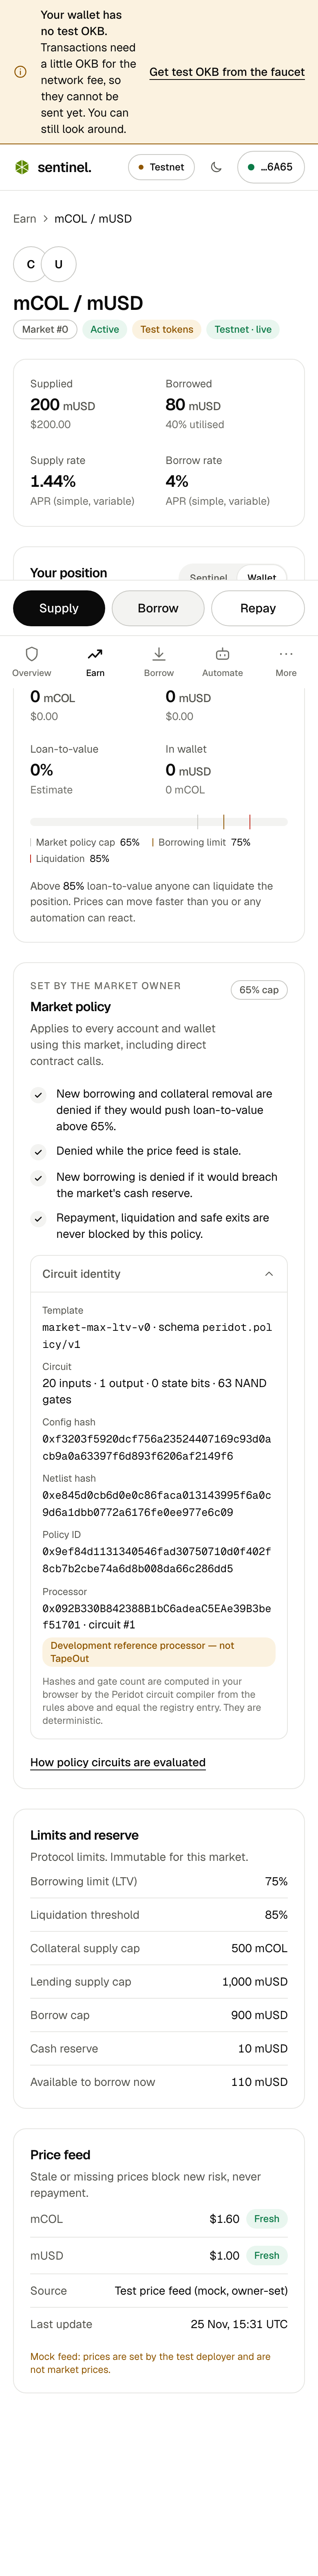 Your wallet has
no test OKB.
Transactions need
a little OKB for the
network fee, so
they cannot be
sent yet. You can
still look around.
Get test OKB from the faucet
sentinel.
Testnet
...6A65
Earn > mCOL / mUSD
C U
mCOL / mUSD
Market #0 Active Test tokens Testnet · live
Supplied Borrowed
200 mUSD 80 mUSD
$200.00 40% utilised
Supply rate Borrow rate
1.44% 4%
APR (simple, variable) APR (simple, variable)
Your position Sentinel Wallet
Supply Borrow Repay
Shield Earn Borrow Automate More
0 mCOL 0 mUSD
$0.00 $0.00
Loan-to-value In wallet
0% 0 mUSD
Estimate 0 mCOL
Market policy cap 65% Borrowing limit 75%
Liquidation 85%
Above 85% loan-to-value anyone can liquidate the
position. Prices can move faster than you or any
automation can react.
SET BY THE MARKET OWNER
65% cap
Market policy
Applies to every account and wallet
using this market, including direct
contract calls.
New borrowing and collateral removal are
denied if they would push loan-to-value
above 65%.
Denied while the price feed is stale.
New borrowing is denied if it would breach
the market's cash reserve.
Repayment, liquidation and safe exits are
never blocked by this policy.
Circuit identity
Template
market-max-ltv-v0 · schema peridot.pol
icy/v1
Circuit
20 inputs · 1 output · 0 state bits · 63 NAND
gates
Config hash
0xf3203f5920dcf756a23524407169c93d0a
cb9a0a63397f6d893f6206af2149f6
Netlist hash
0xe845d0cb6d0e0c86faca013143995f6a0c
9d6a1dbb0772a6176fe0ee977e6c09
Policy ID
0x9ef84d1131340546fad30750710d0f402f
8cb7b2cbe74a6d8b008da66c286dd5
Processor
0x092B330B842388B1bC6adeaC5EAe39B3be
f51701 · circuit #1
Development reference processor — not
TapeOut
Hashes and gate count are computed in your
browser by the Peridot circuit compiler from the
rules above and equal the registry entry. They are
deterministic.
How policy circuits are evaluated
Limits and reserve
Protocol limits. Immutable for this market.
Borrowing limit (LTV) 75%
Liquidation threshold 85%
Collateral supply cap 500 mCOL
Lending supply cap 1,000 mUSD
Borrow cap 900 mUSD
Cash reserve 10 mUSD
Available to borrow now 110 mUSD
Price feed
Stale or missing prices block new risk, never
repayment.
mCOL $1.60 Fresh
mUSD $1.00 Fresh
Source Test price feed (mock, owner-set)
Last update 25 Nov, 15:31 UTC
Mock feed: prices are set by the test deployer and are
not market prices.